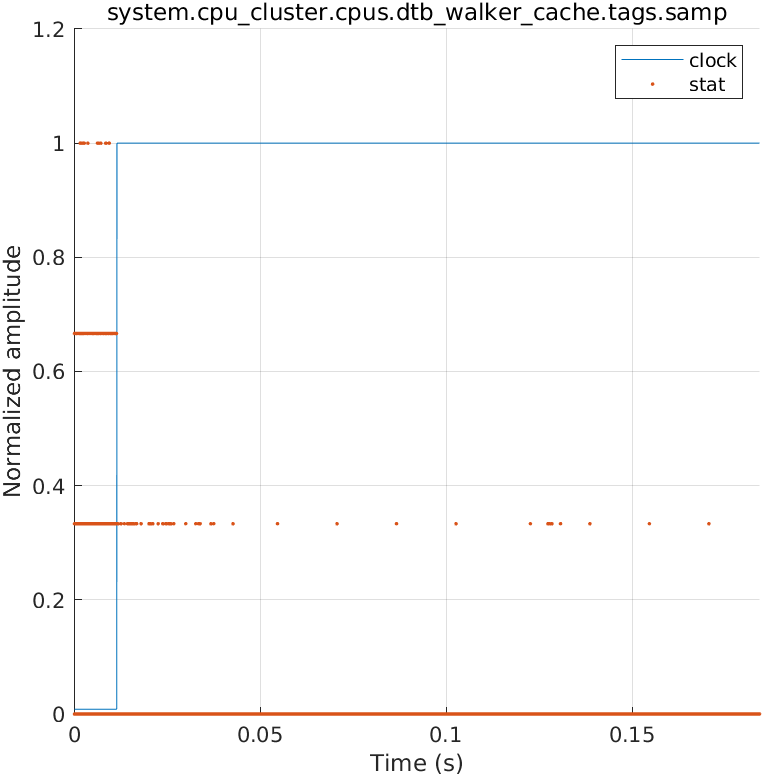 system.cpu_cluster.cpus.dtb_walker_cache.tags.samp
1.2
clock
stat
1
0.8
Normalized amplitude
0.6
0.4
0.2
0
0
0.05
0.1
0.15
Time (s)